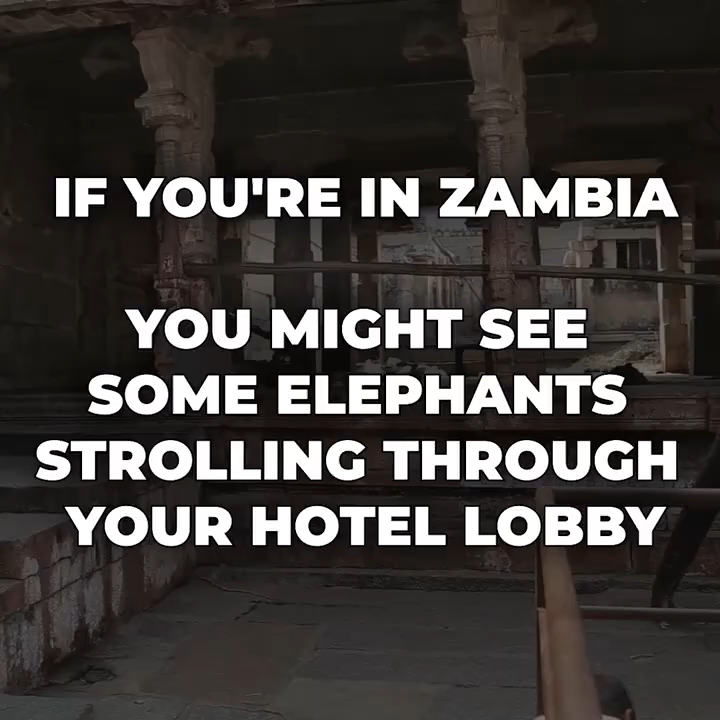 IF YOU'RE IN ZAMBIA
YOU MIGHT SEE
SOME ELEPHANTS
STROLLING THROUGH
YOUR HOTEL LOBBY